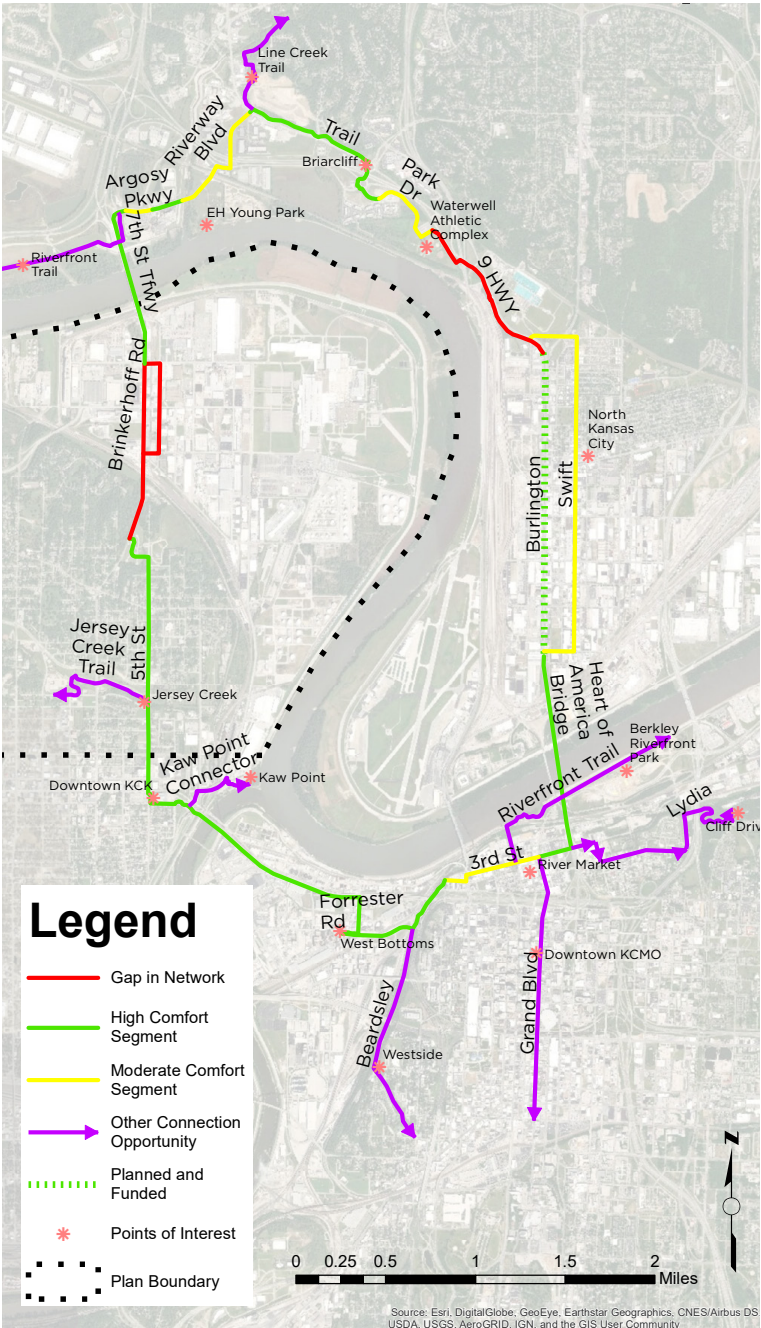 Line Creek
Trail
Riverway
Blvd
Trail
Briarcliff
Park
Dr
Argosy
Pkwy
EH Young Park
Waterwell
Athletic
Complex
Riverfront
Trail
7th St Tfwy
9 HWY
Brinkerhoff Rd
North
Kansas
City
Burlington
Swift
Jersey
Creek
Trail
5th St
Jersey Creek
Heart of
America
Bridge
Berkley
Riverfront
Park
Kaw Point
Connector
Kaw Point
Downtown KCK
Riverfront Trail
Lydia
Cliff Driv
3rd St
River Market
Forrester
Rd
West Bottoms
Downtown KCMO
Grand Blvd
Beardsley
Westside
Legend
Gap in Network
High Comfort
Segment
Moderate Comfort
Segment
Other Connection
Opportunity
Planned and
Funded
Points of Interest
Plan Boundary
N
0 0.25 0.5 1 1.5 2
Miles
Source: Esri, DigitalGlobe, GeoEye, Earthstar Geographics, CNES/Airbus DS,
USDA, USGS, AeroGRID, IGN, and the GIS User Community